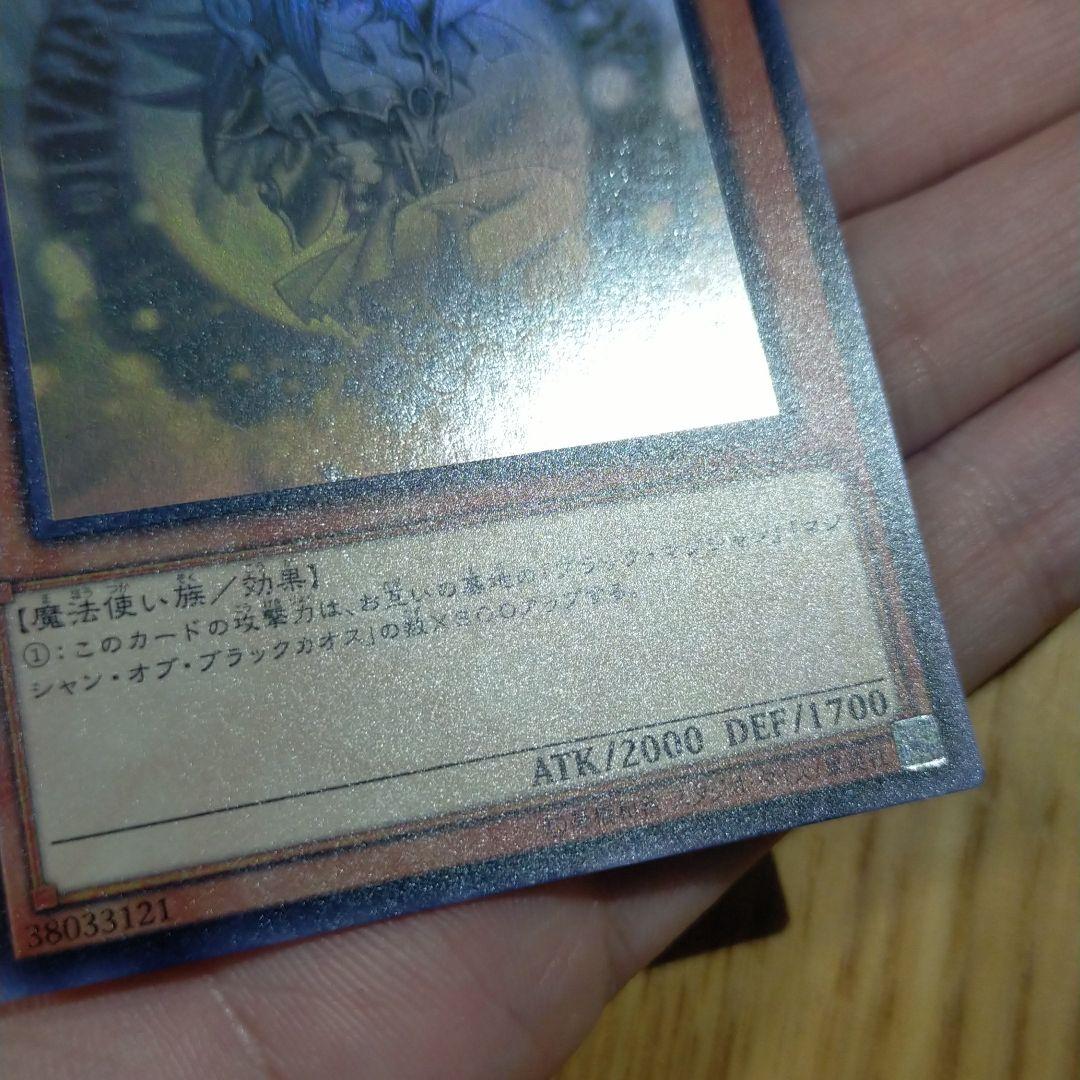 【魔法使い族/効果】
①:このカードの攻撃力は、お互いの墓地の「ブラック・マジシャン」「マジ
シャン・オブ・ブラックカオス」の数×300アップする。
ATK/2000 DEF/1700
38033121